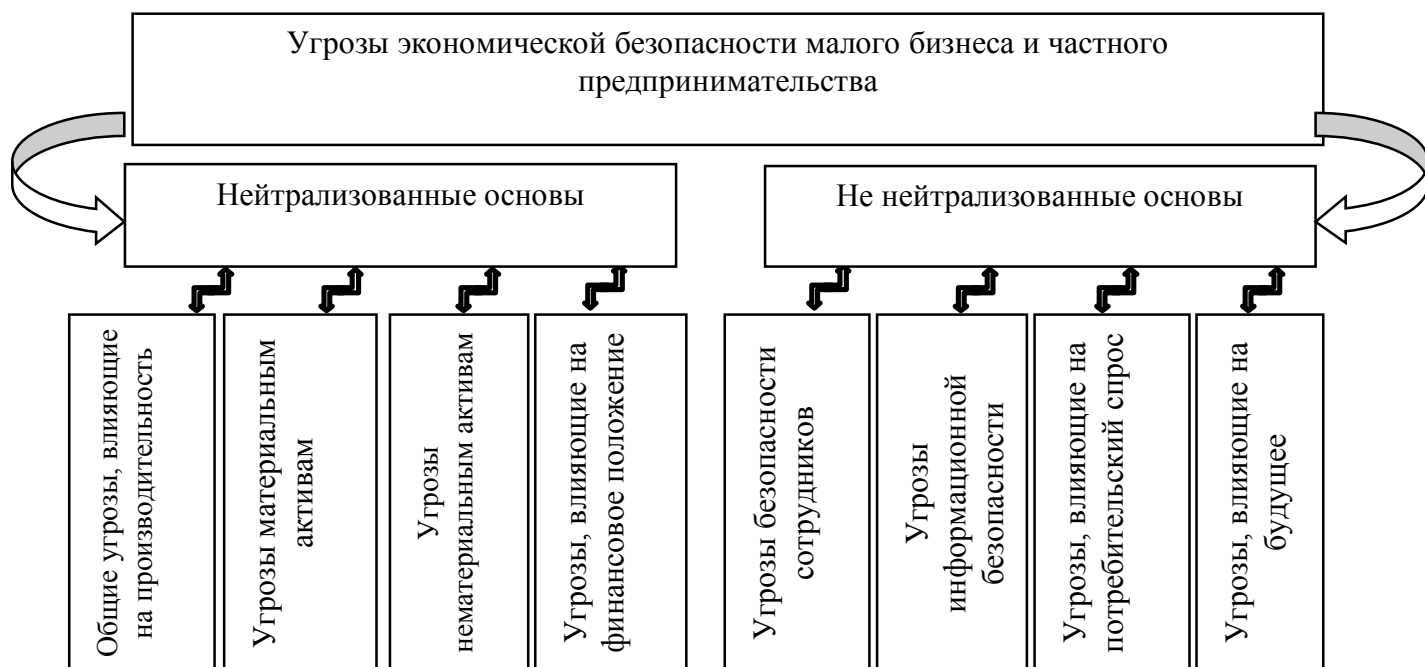 Угрозы экономической безопасности малого бизнеса и частного
предпринимательства
Нейтрализованные основы
Не нейтрализованные основы
Общие угрозы, влияющие
на производительность
Угрозы материальным
активам
Угрозы
нематериальным активам
Угрозы, влияющие на
финансовое положение
Угрозы безопасности
сотрудников
Угрозы
информационной
безопасности
Угрозы, влияющие на
потребительский спрос
Угрозы, влияющие на
будущее